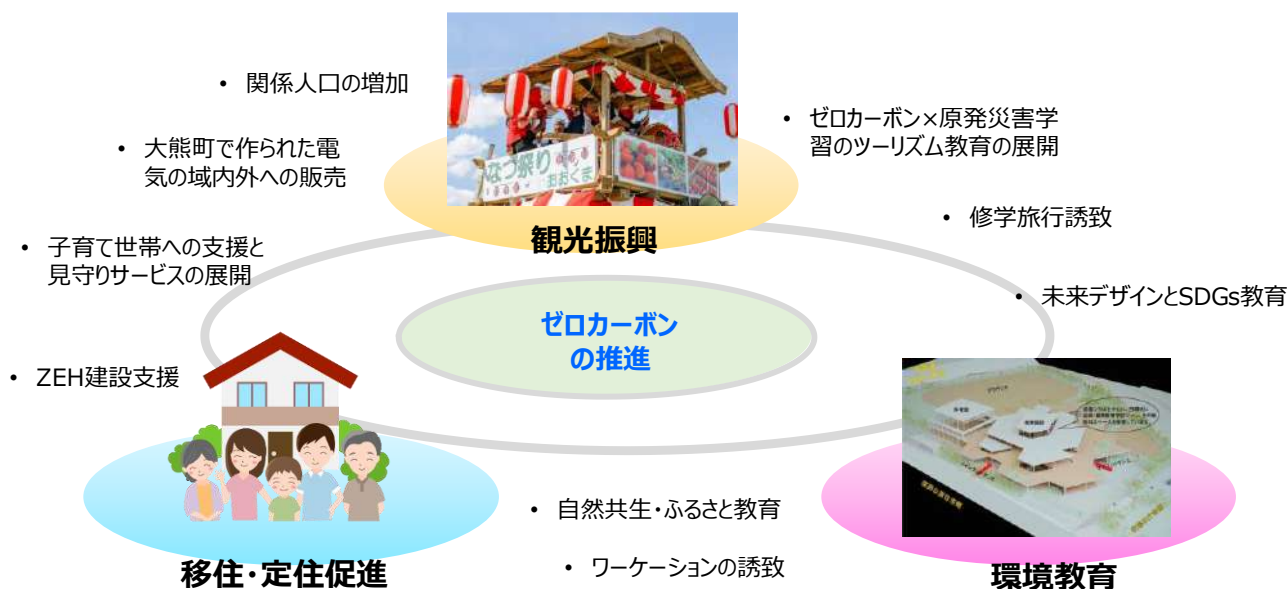 • 関係人口の増加
• 大熊町で作られた電
気の域内外への販売
• 子育て世帯への支援と
見守りサービスの展開
• ZEH建設支援
なつ祭り
おおくま
観光振興
• ゼロカーボン×原発災害学
習のツーリズム教育の展開
• 修学旅行誘致
• 未来デザインとSDGs教育
ゼロカーボン
の推進
移住・定住促進
• 自然共生・ふるさと教育
• ワーケーションの誘致
環境教育